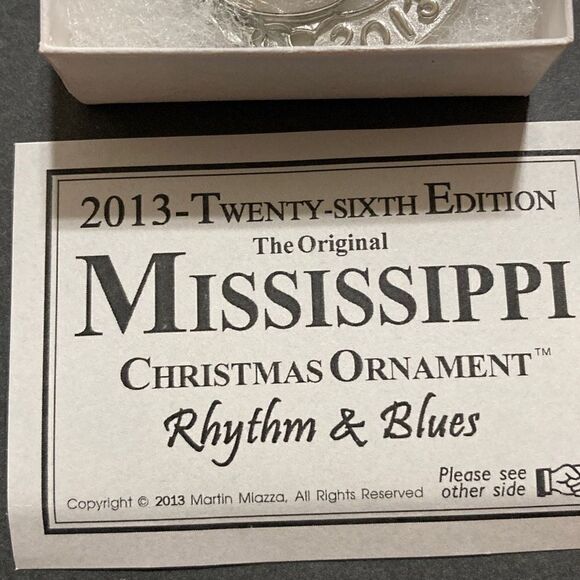 2013
2013-TWENTY-SIXTH EDITION
The Original
MISSISSIPPI
CHRISTMAS ORNAMENT™
Rhythm & Blues
Please see
other side
Copyright © 2013 Martin Miazza, All Rights Reserved